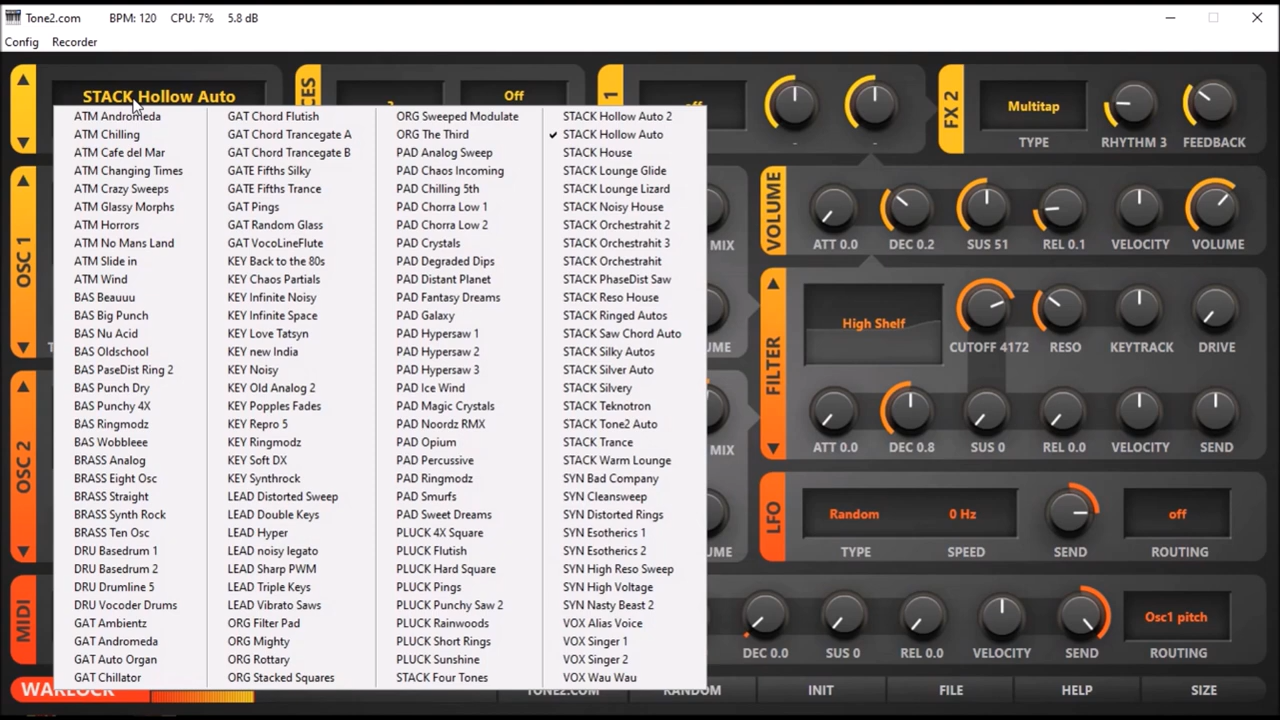 Tone2.com BPM: 120 CPU: 7% 5.8 dB
Config Recorder
STACK Hollow Auto
Off
off
FX 2
Multitap
TYPE
RHYTHM 3
FEEDBACK
-
-
ATM Andromeda
ATM Chilling
ATM Cafe del Mar
ATM Changing Times
ATM Crazy Sweeps
ATM Glassy Morphs
ATM Horrors
ATM No Mans Land
ATM Slide in
ATM Wind
BAS Beauuu
BAS Big Punch
BAS Nu Acid
BAS Oldschool
BAS PaseDist Ring 2
BAS Punch Dry
BAS Punchy 4X
BAS Ringmodz
BAS Wobbleee
BRASS Analog
BRASS Eight Osc
BRASS Straight
BRASS Synth Rock
BRASS Ten Osc
DRU Basedrum 1
DRU Basedrum 2
DRU Drumline 5
DRU Vocoder Drums
GAT Ambientz
GAT Andromeda
GAT Auto Organ
GAT Chillator
GAT Chord Flutish
GAT Chord Trancegate A
GAT Chord Trancegate B
GATE Fifths Silky
GATE Fifths Trance
GAT Pings
GAT Random Glass
GAT VocoLineFlute
KEY Back to the 80s
KEY Chaos Partials
KEY Infinite Noisy
KEY Infinite Space
KEY Love Tatsyn
KEY new India
KEY Noisy
KEY Old Analog 2
KEY Popples Fades
KEY Repro 5
KEY Ringmodz
KEY Soft DX
KEY Synthrock
LEAD Distorted Sweep
LEAD Double Keys
LEAD Hyper
LEAD noisy legato
LEAD Sharp PWM
LEAD Triple Keys
LEAD Vibrato Saws
ORG Filter Pad
ORG Mighty
ORG Rottary
ORG Stacked Squares
ORG Sweeped Modulate
ORG The Third
PAD Analog Sweep
PAD Chaos Incoming
PAD Chilling 5th
PAD Chorra Low 1
PAD Chorra Low 2
PAD Crystals
PAD Degraded Dips
PAD Distant Planet
PAD Fantasy Dreams
PAD Galaxy
PAD Hypersaw 1
PAD Hypersaw 2
PAD Hypersaw 3
PAD Ice Wind
PAD Magic Crystals
PAD Noordz RMX
PAD Opium
PAD Percussive
PAD Ringmodz
PAD Smurfs
PAD Sweet Dreams
PLUCK 4X Square
PLUCK Flutish
PLUCK Hard Square
PLUCK Pings
PLUCK Punchy Saw 2
PLUCK Rainwoods
PLUCK Short Rings
PLUCK Sunshine
STACK Four Tones
STACK Hollow Auto 2
STACK Hollow Auto
STACK House
STACK Lounge Glide
STACK Lounge Lizard
STACK Noisy House
STACK Orchestrahit 2
STACK Orchestrahit 3
STACK Orchestrahit
STACK PhaseDist Saw
STACK Reso House
STACK Ringed Autos
STACK Saw Chord Auto
STACK Silky Autos
STACK Silver Auto
STACK Silvery
STACK Teknotron
STACK Tone2 Auto
STACK Trance
STACK Warm Lounge
SYN Bad Company
SYN Cleansweep
SYN Distorted Rings
SYN Esotherics 1
SYN Esotherics 2
SYN High Reso Sweep
SYN High Voltage
SYN Nasty Beast 2
VOX Alias Voice
VOX Singer 1
VOX Singer 2
VOX Wau Wau
OSC 1
OSC 2
MIDI
MIX
MIX
VOLUME
ATT 0.0 DEC 0.2 SUS 51 REL 0.1 VELOCITY VOLUME
FILTER
High Shelf
CUTOFF 4172 RESO KEYTRACK DRIVE
ATT 0.0 DEC 0.8 SUS 0 REL 0.0 VELOCITY SEND
LFO
Random 0 Hz off
TYPE SPEED SEND ROUTING
Osc1 pitch
DEC 0.0 SUS 0 REL 0.0 VELOCITY SEND ROUTING
WARLOCK TONE2.COM RANDOM INIT FILE HELP SIZE